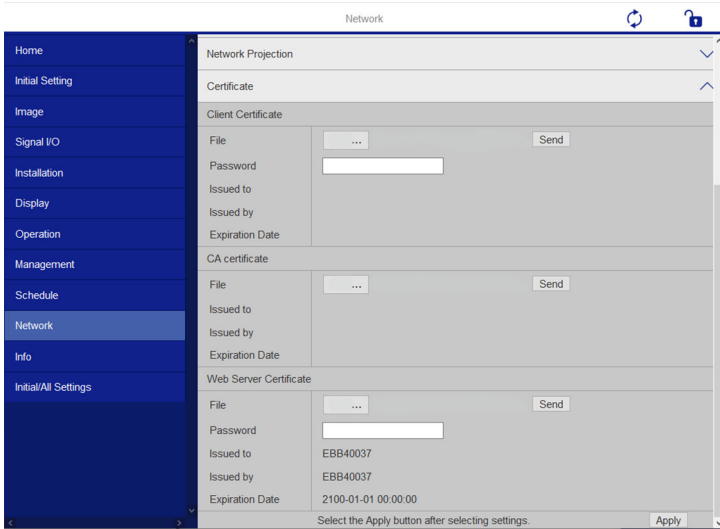 Network
Home
Initial Setting
Image
Signal I/O
Installation
Display
Operation
Management
Schedule
Network
Info
Initial/All Settings
Network Projection
Certificate
Client Certificate
File ... Send
Password
Issued to
Issued by
Expiration Date
CA certificate
File ... Send
Issued to
Issued by
Expiration Date
Web Server Certificate
File ... Send
Password
Issued to EBB40037
Issued by EBB40037
Expiration Date 2100-01-01 00:00:00
Select the Apply button after selecting settings. Apply